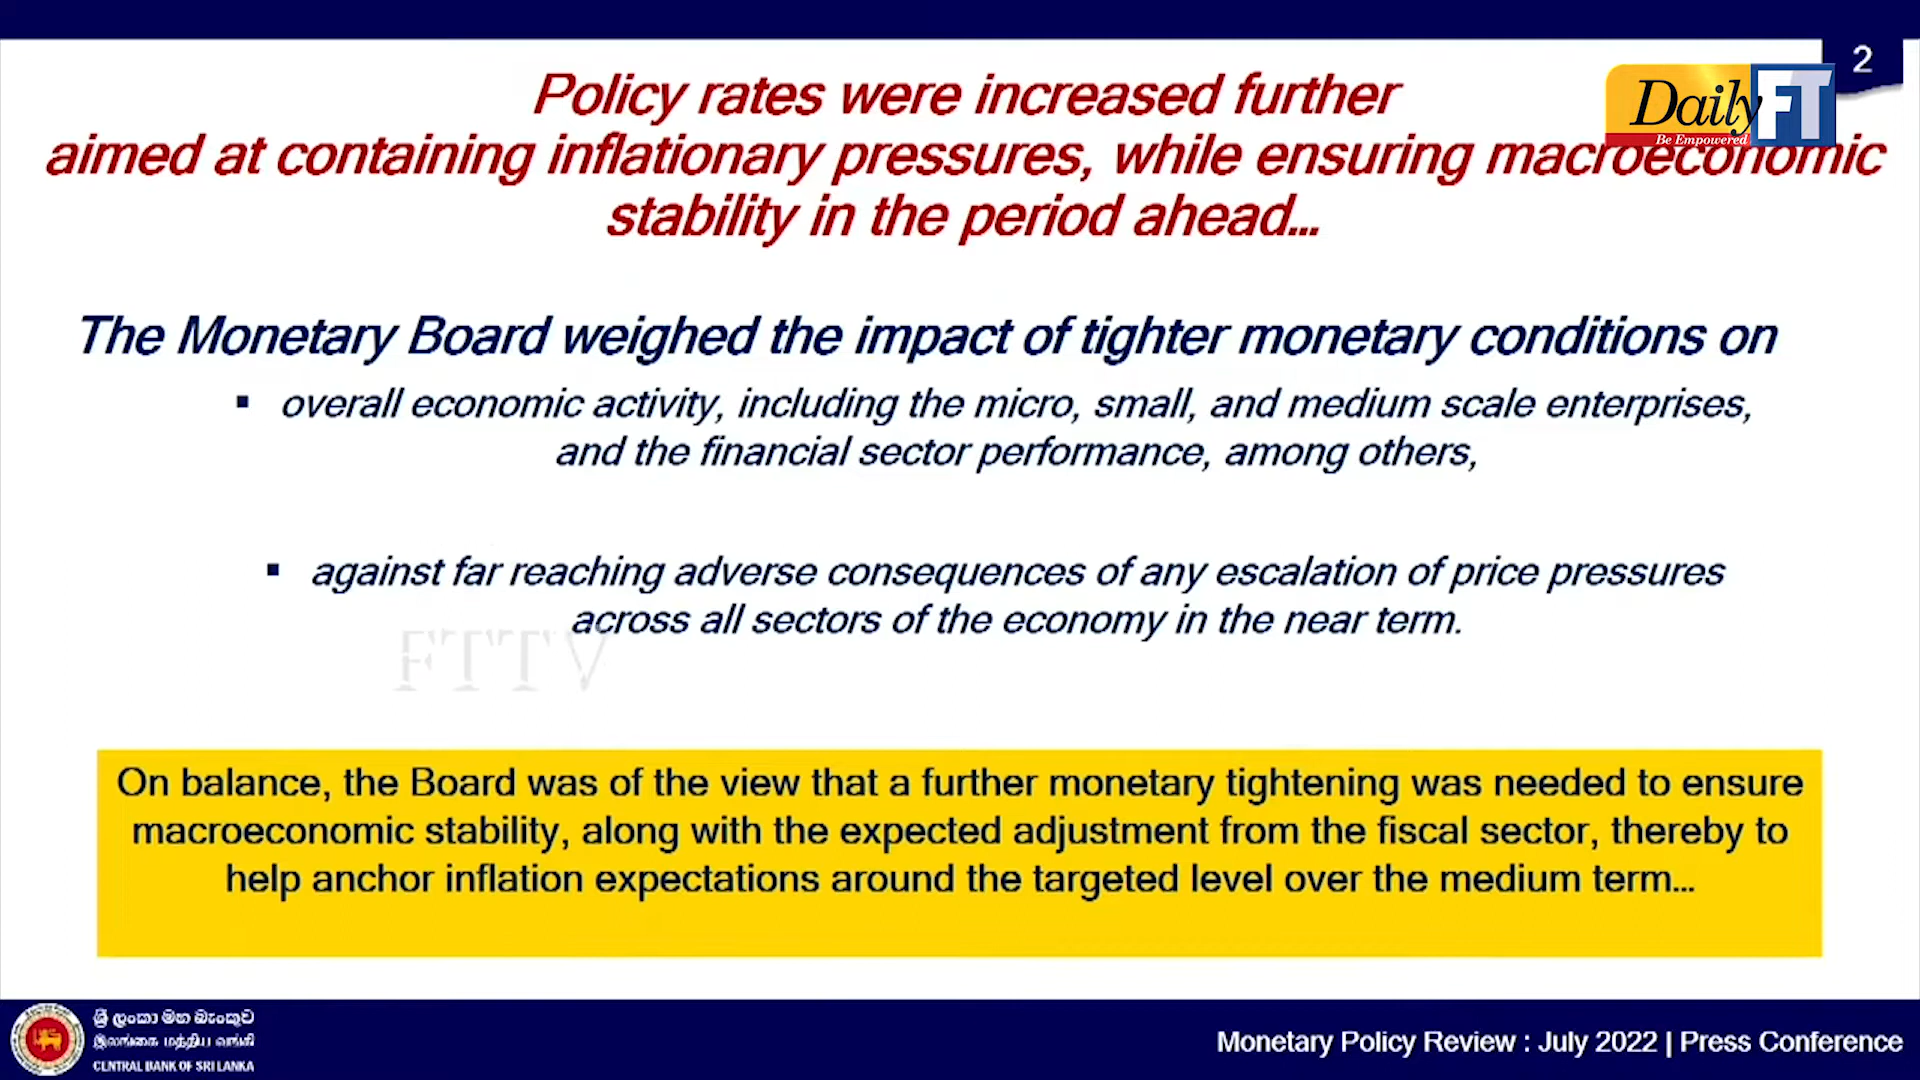 2
Daily FT
Be Empowered
Policy rates were increased further
aimed at containing inflationary pressures, while ensuring macroeconomic
stability in the period ahead...
The Monetary Board weighed the impact of tighter monetary conditions on
▪ overall economic activity, including the micro, small, and medium scale enterprises,
and the financial sector performance, among others,
▪ against far reaching adverse consequences of any escalation of price pressures
across all sectors of the economy in the near term.
FTTV
On balance, the Board was of the view that a further monetary tightening was needed to ensure
macroeconomic stability, along with the expected adjustment from the fiscal sector, thereby to
help anchor inflation expectations around the targeted level over the medium term...
ශ්‍රී ලංකා මහ බැංකුව
இலங்கை மத்திய வங்கி
CENTRAL BANK OF SRI LANKA
Monetary Policy Review : July 2022 | Press Conference